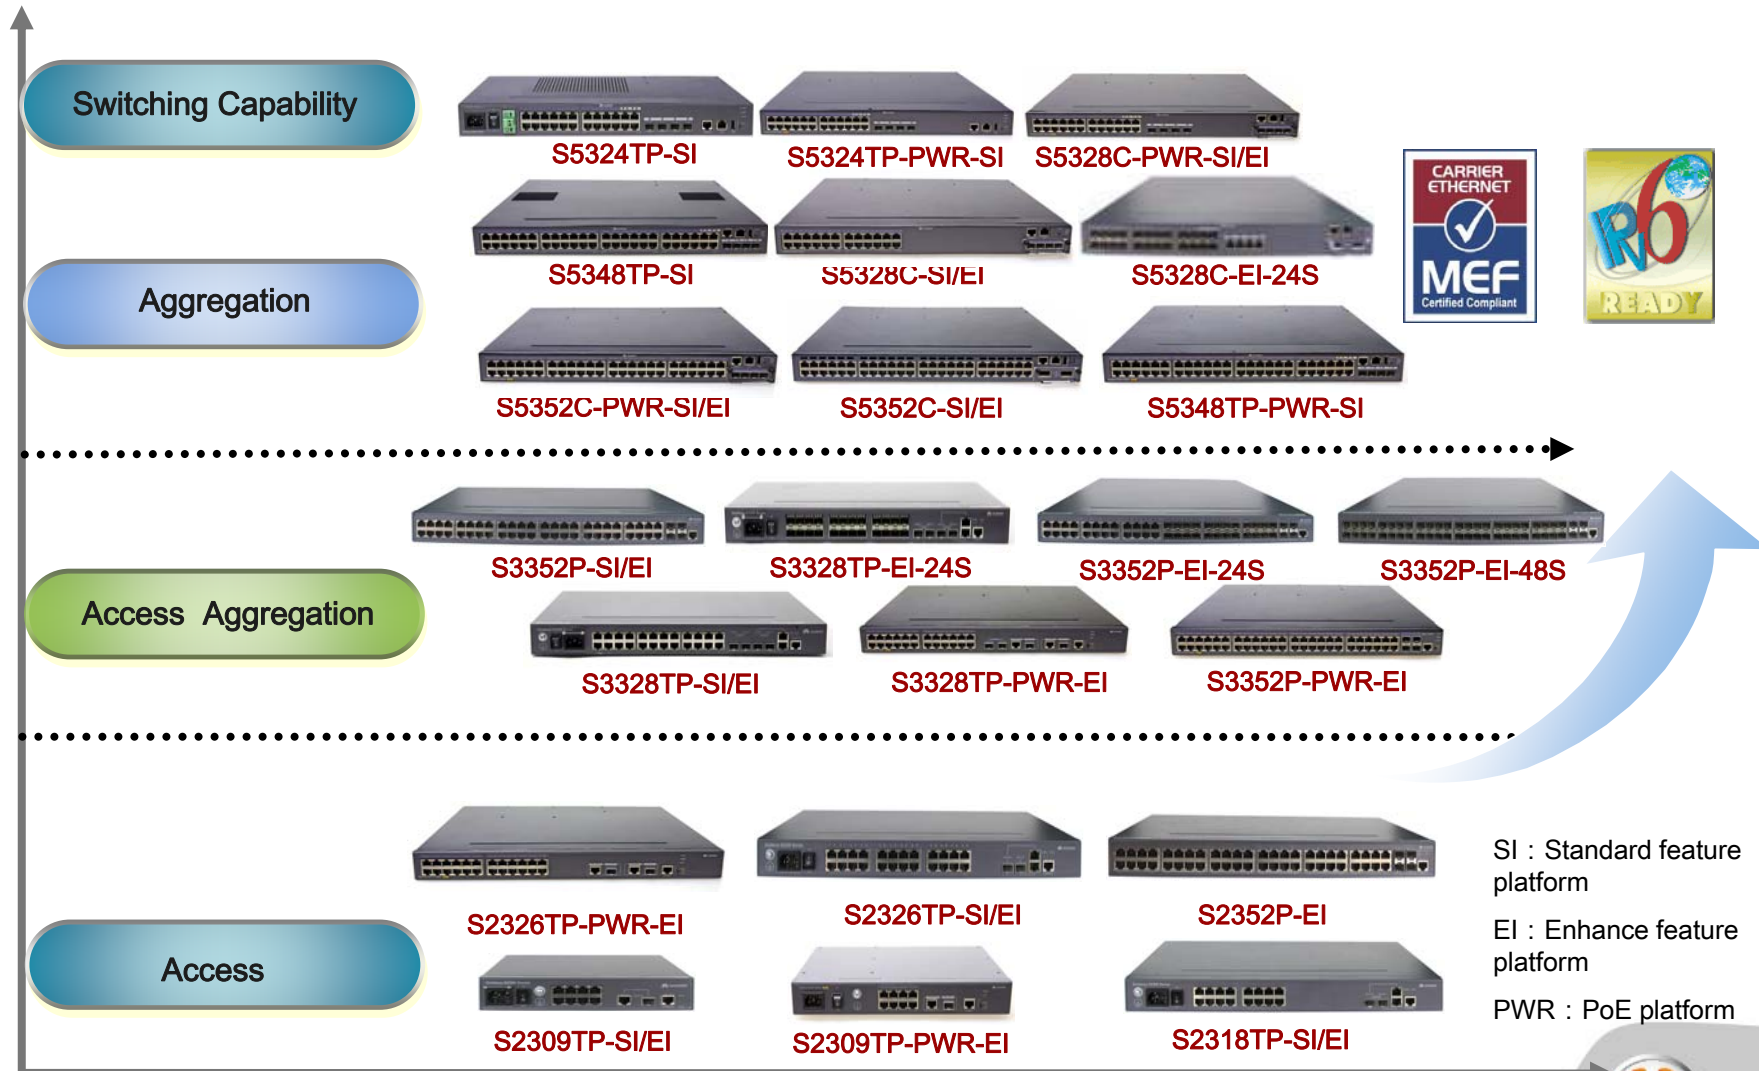 Switching Capability
S5324TP-SI
S5324TP-PWR-SI
S5328C-PWR-SI/EI
S5348TP-SI
S5328C-SI/EI
S5328C-EI-24S
CARRIER
ETHERNET
MEF
Certified Compliant
IPv6
READY
Aggregation
S5352C-PWR-SI/EI
S5352C-SI/EI
S5348TP-PWR-SI
S3352P-SI/EI
S3328TP-EI-24S
S3352P-EI-24S
S3352P-EI-48S
Access Aggregation
S3328TP-SI/EI
S3328TP-PWR-EI
S3352P-PWR-EI
S2326TP-PWR-EI
S2326TP-SI/EI
S2352P-EI
Access
S2309TP-SI/EI
S2309TP-PWR-EI
S2318TP-SI/EI
SI : Standard feature
platform
EI : Enhance feature
platform
PWR : PoE platform